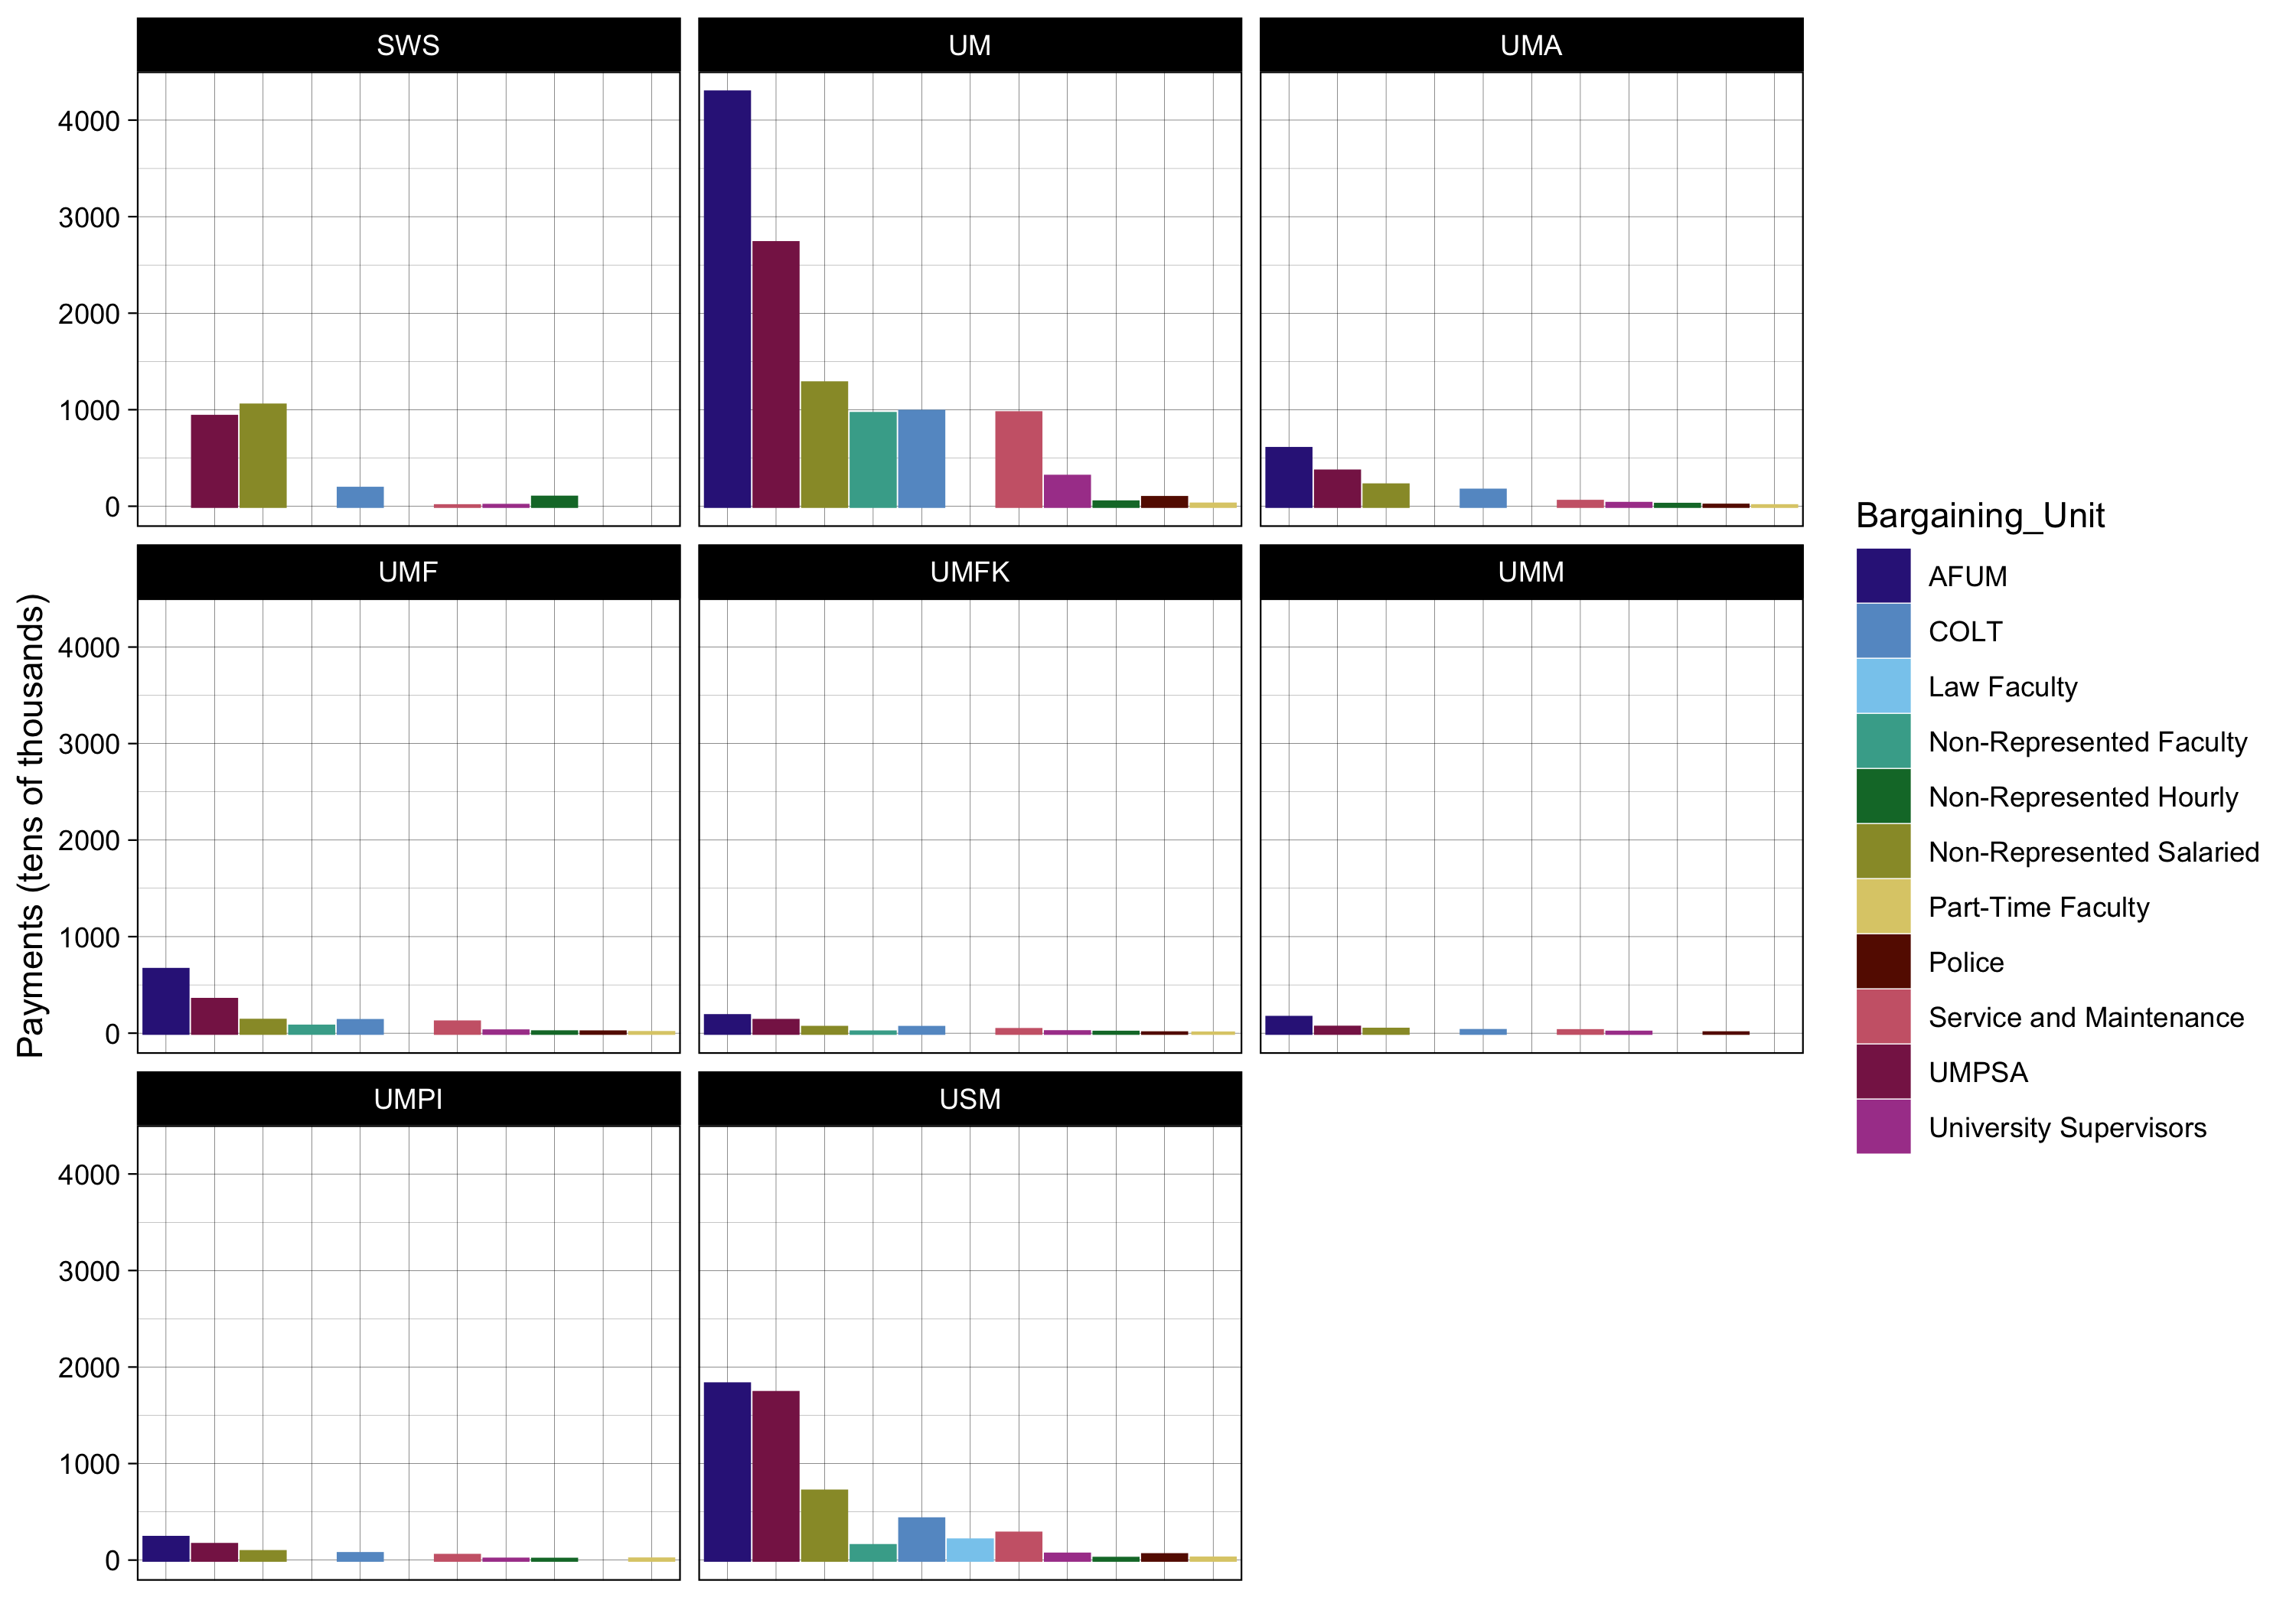 SWS
UM
UMA
4000
3000
2000
1000
0
UMF
UMFK
UMM
4000
3000
2000
1000
0
UMPI
USM
4000
3000
2000
1000
0
Payments (tens of thousands)
Bargaining_Unit
AFUM
COLT
Law Faculty
Non-Represented Faculty
Non-Represented Hourly
Non-Represented Salaried
Part-Time Faculty
Police
Service and Maintenance
UMPSA
University Supervisors